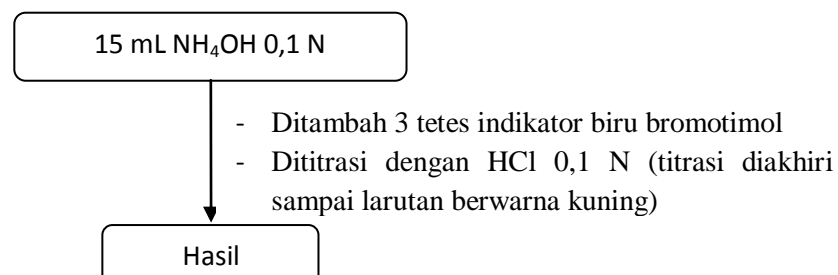 15 mL NH₄OH 0,1 N
- Ditambah 3 tetes indikator biru bromotimol
- Dititrasi dengan HCl 0,1 N (titrasi diakhiri
sampai larutan berwarna kuning)
Hasil